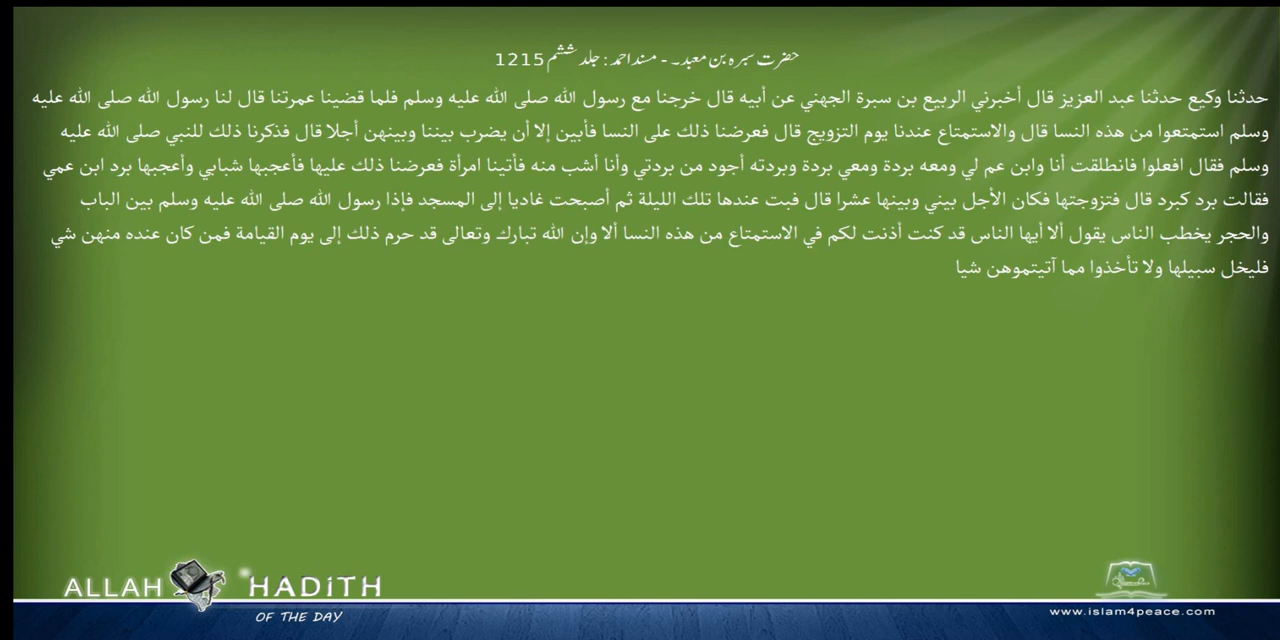 حضرت سبرہ بن معبد۔ - مسند احمد : جلد ششم 1215
حدثنا وكيع حدثنا عبد العزيز قال أخبرني الربيع بن سبرة الجهني عن أبيه قال خرجنا مع رسول الله صلى الله عليه وسلم فلما قضينا عمرتنا قال لنا رسول الله صلى الله عليه
وسلم استمتعوا من هذه النسا قال والاستمتاع عندنا يوم التزويج قال فعرضنا ذلك على النسا فأبين إلا أن يضرب بيننا وبينهن أجلا قال فذكرنا ذلك للنبي صلى الله عليه
وسلم فقال افعلوا فانطلقت أنا وابن عم لي ومعه بردة ومعي بردة وبردته أجود من بردتي وأنا أشب منه فأتينا امرأة فعرضنا ذلك عليها فأعجبها شبابي وأعجبها برد ابن عمي
فقالت برد كبرد قال فتزوجتها فكان الأجل بيني وبينها عشرا قال فبت عندها تلك الليلة ثم أصبحت غاديا إلى المسجد فإذا رسول الله صلى الله عليه وسلم بين الباب
والحجر يخطب الناس يقول ألا أيها الناس قد كنت أذنت لكم في الاستمتاع من هذه النسا ألا وإن الله تبارك وتعالى قد حرم ذلك إلى يوم القيامة فمن كان عنده منهن شي
فليخل سبيلها ولا تأخذوا مما آتيتموهن شيا
ALLAH HADITH
OF THE DAY
www.islam4peace.com